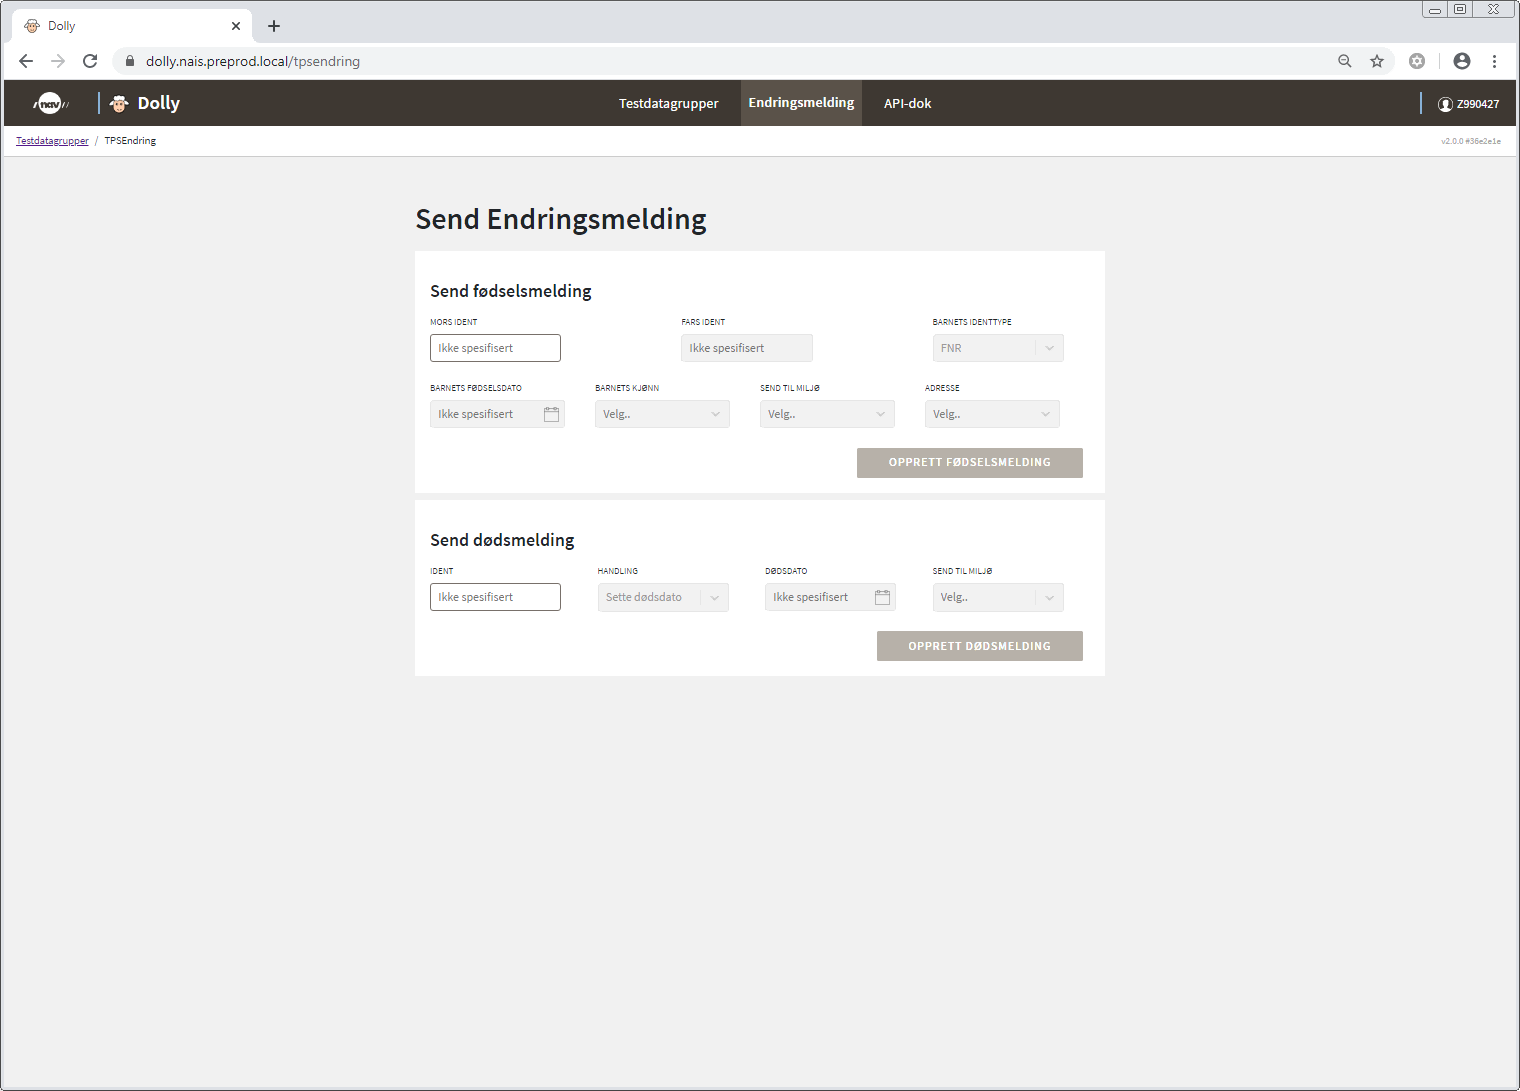 Dolly
dolly.nais.preprod.local/tpsendring
nav Dolly Testdatagrupper Endringsmelding API-dok Z990427
Testdatagrupper / TPSEndring v2.0.0 #36e2e1e
Send Endringsmelding
Send fødselsmelding
MORS IDENT FARS IDENT BARNETS IDENTTYPE
Ikke spesifisert Ikke spesifisert FNR
BARNETS FØDSELSDATO BARNETS KJØNN SEND TIL MILJØ ADRESSE
Ikke spesifisert Velg.. Velg.. Velg..
OPPRETT FØDSELSMELDING
Send dødsmelding
IDENT HANDLING DØDSDATO SEND TIL MILJØ
Ikke spesifisert Sette dødsdato Ikke spesifisert Velg..
OPPRETT DØDSMELDING